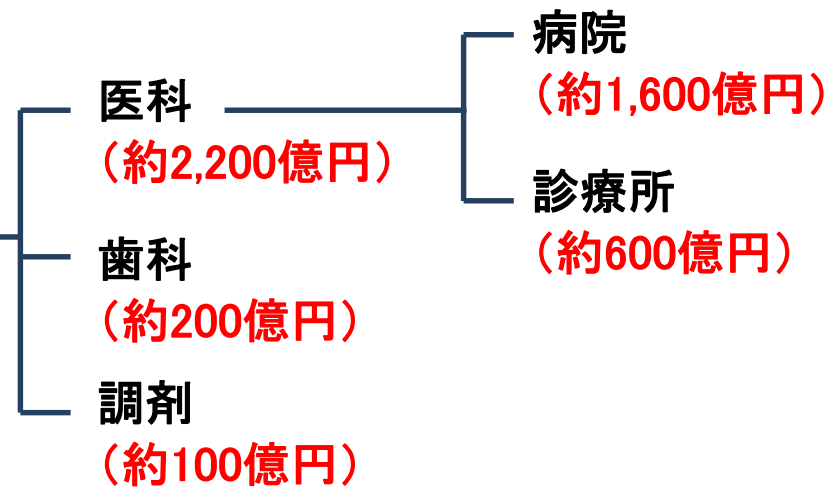 医科
（約2,200億円）
歯科
（約200億円）
調剤
（約100億円）
病院
（約1,600億円）
診療所
（約600億円）